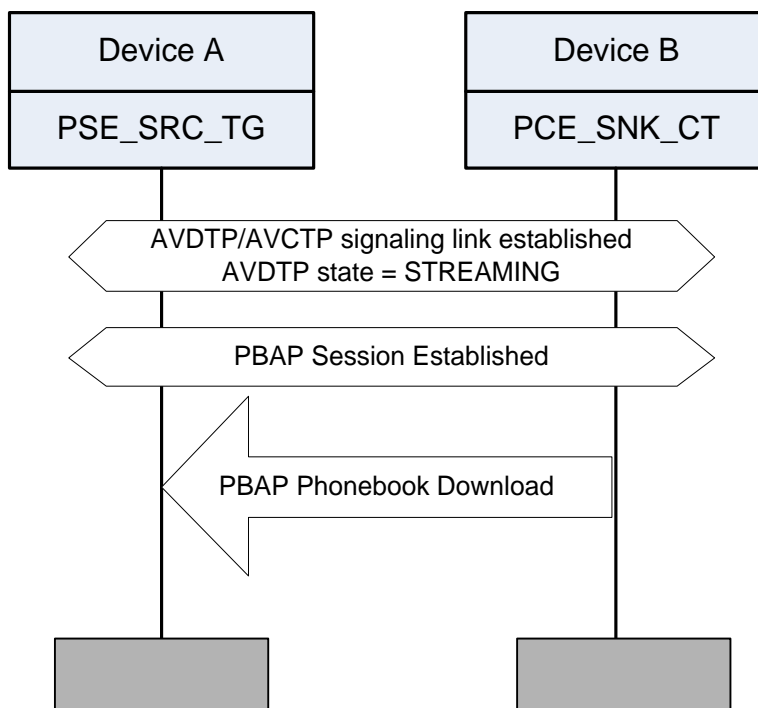 Device A
Device B
PSE_SRC_TG
PCE_SNK_CT
AVDTP/AVCTP signaling link established
AVDTP state = STREAMING
PBAP Session Established
PBAP Phonebook Download